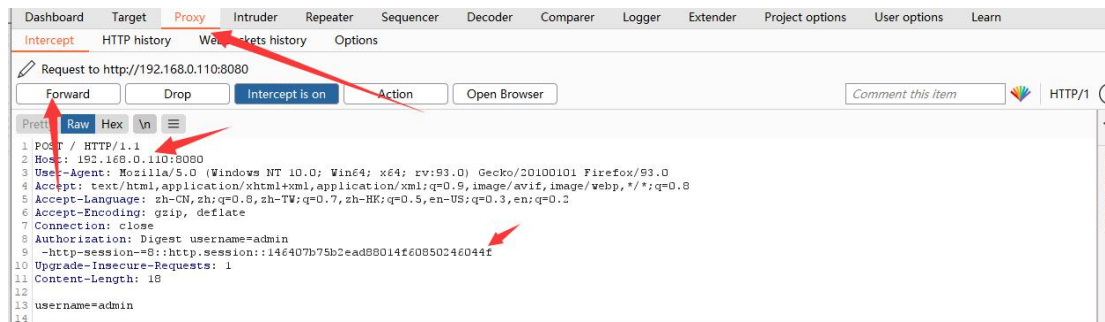 Dashboard Target Proxy Intruder Repeater Sequencer Decoder Comparer Logger Extender Project options User options Learn
Intercept HTTP history WebSockets history Options
Request to http://192.168.0.110:8080
Forward Drop Intercept is on Action Open Browser Comment this item HTTP/1
Pretty Raw Hex \n
1 POST / HTTP/1.1
2 Host: 192.168.0.110:8080
3 User-Agent: Mozilla/5.0 (Windows NT 10.0; Win64; x64; rv:93.0) Gecko/20100101 Firefox/93.0
4 Accept: text/html,application/xhtml+xml,application/xml;q=0.9,image/avif,image/webp,*/*;q=0.8
5 Accept-Language: zh-CN,zh;q=0.8,zh-TW;q=0.7,zh-HK;q=0.5,en-US;q=0.3,en;q=0.2
6 Accept-Encoding: gzip, deflate
7 Connection: close
8 Authorization: Digest username=admin
9 -http-session-=8::http.session::146407b75b2ead88014f60850246044f
10 Upgrade-Insecure-Requests: 1
11 Content-Length: 18
12
13 username=admin
14